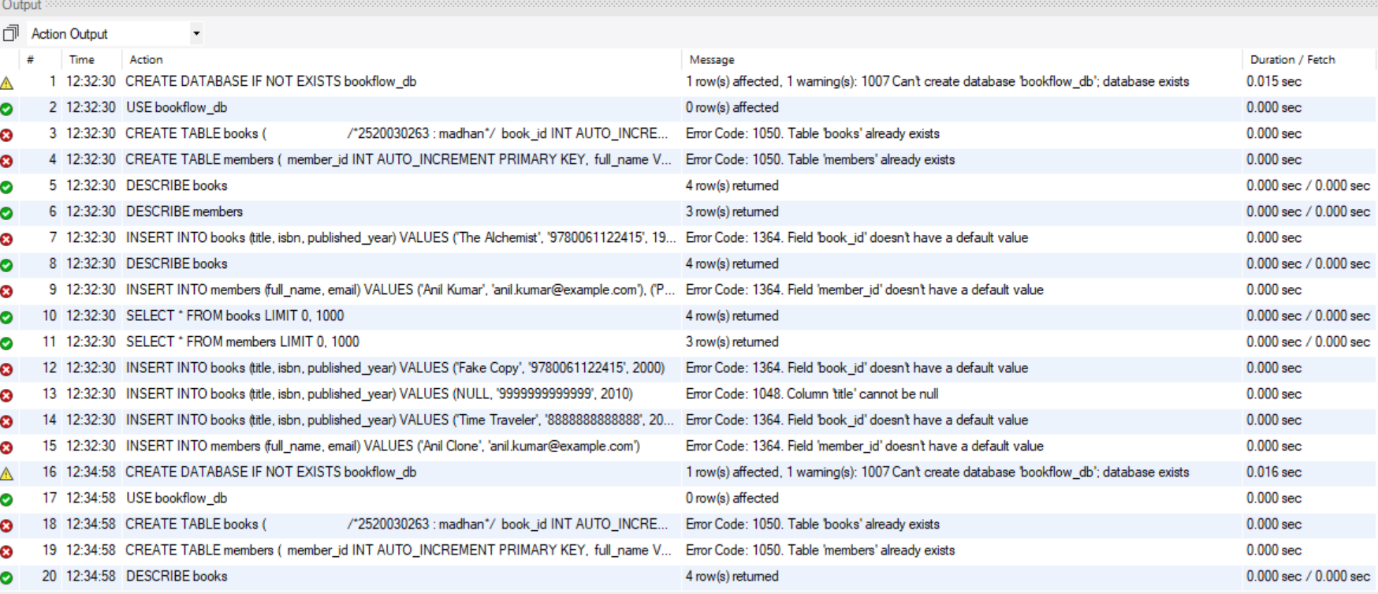 Output
Action Output
# Time Action Message Duration / Fetch
1 12:32:30 CREATE DATABASE IF NOT EXISTS bookflow_db 1 row(s) affected, 1 warning(s): 1007 Can't create database 'bookflow_db'; database exists 0.015 sec
2 12:32:30 USE bookflow_db 0 row(s) affected 0.000 sec
3 12:32:30 CREATE TABLE books ( /*2520030263 : madhan*/ book_id INT AUTO_INCRE... Error Code: 1050. Table 'books' already exists 0.000 sec
4 12:32:30 CREATE TABLE members ( member_id INT AUTO_INCREMENT PRIMARY KEY, full_name V... Error Code: 1050. Table 'members' already exists 0.000 sec
5 12:32:30 DESCRIBE books 4 row(s) returned 0.000 sec / 0.000 sec
6 12:32:30 DESCRIBE members 3 row(s) returned 0.000 sec / 0.000 sec
7 12:32:30 INSERT INTO books (title, isbn, published_year) VALUES ('The Alchemist', '9780061122415', 19... Error Code: 1364. Field 'book_id' doesn't have a default value 0.000 sec
8 12:32:30 DESCRIBE books 4 row(s) returned 0.000 sec / 0.000 sec
9 12:32:30 INSERT INTO members (full_name, email) VALUES ('Anil Kumar', 'anil.kumar@example.com'), ('P... Error Code: 1364. Field 'member_id' doesn't have a default value 0.000 sec
10 12:32:30 SELECT * FROM books LIMIT 0, 1000 4 row(s) returned 0.000 sec / 0.000 sec
11 12:32:30 SELECT * FROM members LIMIT 0, 1000 3 row(s) returned 0.000 sec / 0.000 sec
12 12:32:30 INSERT INTO books (title, isbn, published_year) VALUES ('Fake Copy', '9780061122415', 2000) Error Code: 1364. Field 'book_id' doesn't have a default value 0.000 sec
13 12:32:30 INSERT INTO books (title, isbn, published_year) VALUES (NULL, '9999999999999', 2010) Error Code: 1048. Column 'title' cannot be null 0.000 sec
14 12:32:30 INSERT INTO books (title, isbn, published_year) VALUES ('Time Traveler', '8888888888888', 20... Error Code: 1364. Field 'book_id' doesn't have a default value 0.000 sec
15 12:32:30 INSERT INTO members (full_name, email) VALUES ('Anil Clone', 'anil.kumar@example.com') Error Code: 1364. Field 'member_id' doesn't have a default value 0.000 sec
16 12:34:58 CREATE DATABASE IF NOT EXISTS bookflow_db 1 row(s) affected, 1 warning(s): 1007 Can't create database 'bookflow_db'; database exists 0.016 sec
17 12:34:58 USE bookflow_db 0 row(s) affected 0.000 sec
18 12:34:58 CREATE TABLE books ( /*2520030263 : madhan*/ book_id INT AUTO_INCRE... Error Code: 1050. Table 'books' already exists 0.000 sec
19 12:34:58 CREATE TABLE members ( member_id INT AUTO_INCREMENT PRIMARY KEY, full_name V... Error Code: 1050. Table 'members' already exists 0.000 sec
20 12:34:58 DESCRIBE books 4 row(s) returned 0.000 sec / 0.000 sec